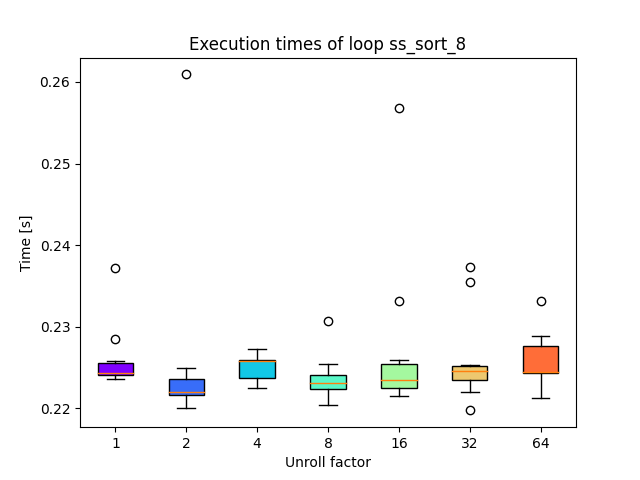 Execution times of loop ss_sort_8
0.26
0.25
0.24
0.23
0.22
Time [s]
1 2 4 8 16 32 64
Unroll factor